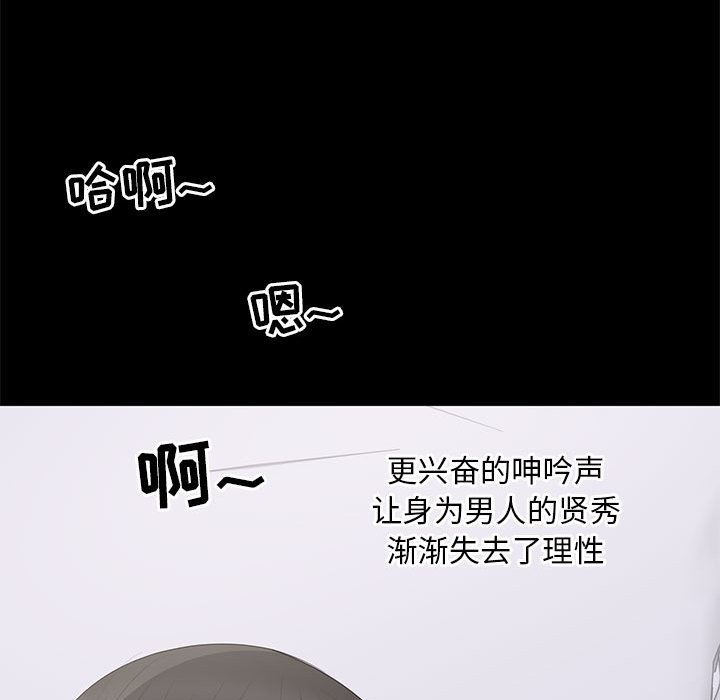 哈啊~
嗯~
啊~
更兴奋的呻吟声
让身为男人的贤秀
渐渐失去了理性